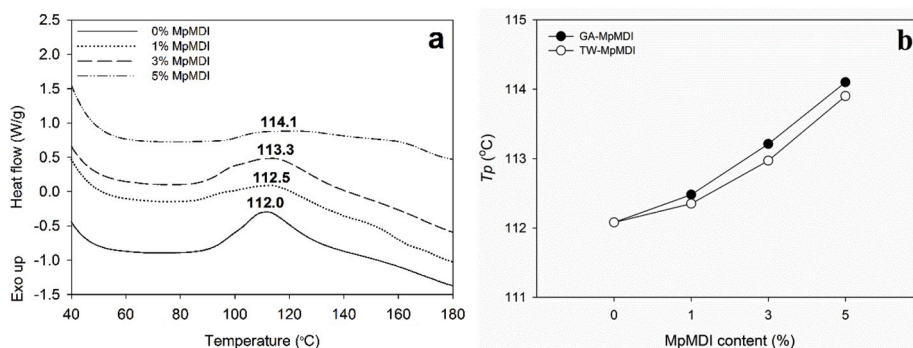 2.5
2.0
1.5
1.0
0.5
0.0
-0.5
-1.0
-1.5
Heat flow (W/g)
Exo up
0% MpMDI
1% MpMDI
3% MpMDI
5% MpMDI
a
114.1
113.3
112.5
112.0
40 60 80 100 120 140 160 180
Temperature (°C)
115
114
113
112
111
Tp (°C)
GA-MpMDI
TW-MpMDI
b
0 1 3 5
MpMDI content (%)